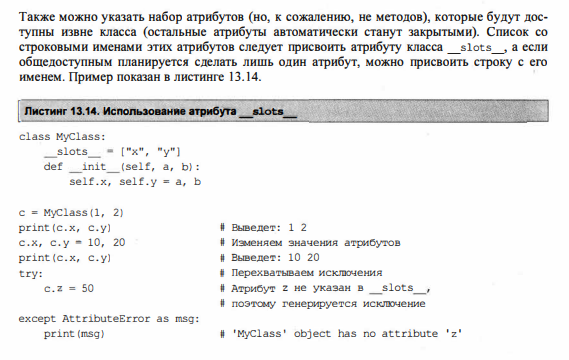 Также можно указать набор атрибутов (но, к сожалению, не методов), которые будут дос-
тупны извне класса (остальные атрибуты автоматически станут закрытыми). Список со
строковыми именами этих атрибутов следует присвоить атрибуту класса __slots__, а если
общедоступным планируется сделать лишь один атрибут, можно присвоить строку с его
именем. Пример показан в листинге 13.14.
Листинг 13.14. Использование атрибута __slots__
class MyClass:
    __slots__ = ["x", "y"]
    def __init__(self, a, b):
        self.x, self.y = a, b
c = MyClass(1, 2)
print(c.x, c.y) # Выведет: 1 2
c.x, c.y = 10, 20 # Изменяем значения атрибутов
print(c.x, c.y) # Выведет: 10 20
try: # Перехватываем исключения
    c.z = 50 # Атрибут z не указан в __slots__,
# поэтому генерируется исключение
except AttributeError as msg:
    print(msg) # 'MyClass' object has no attribute 'z'